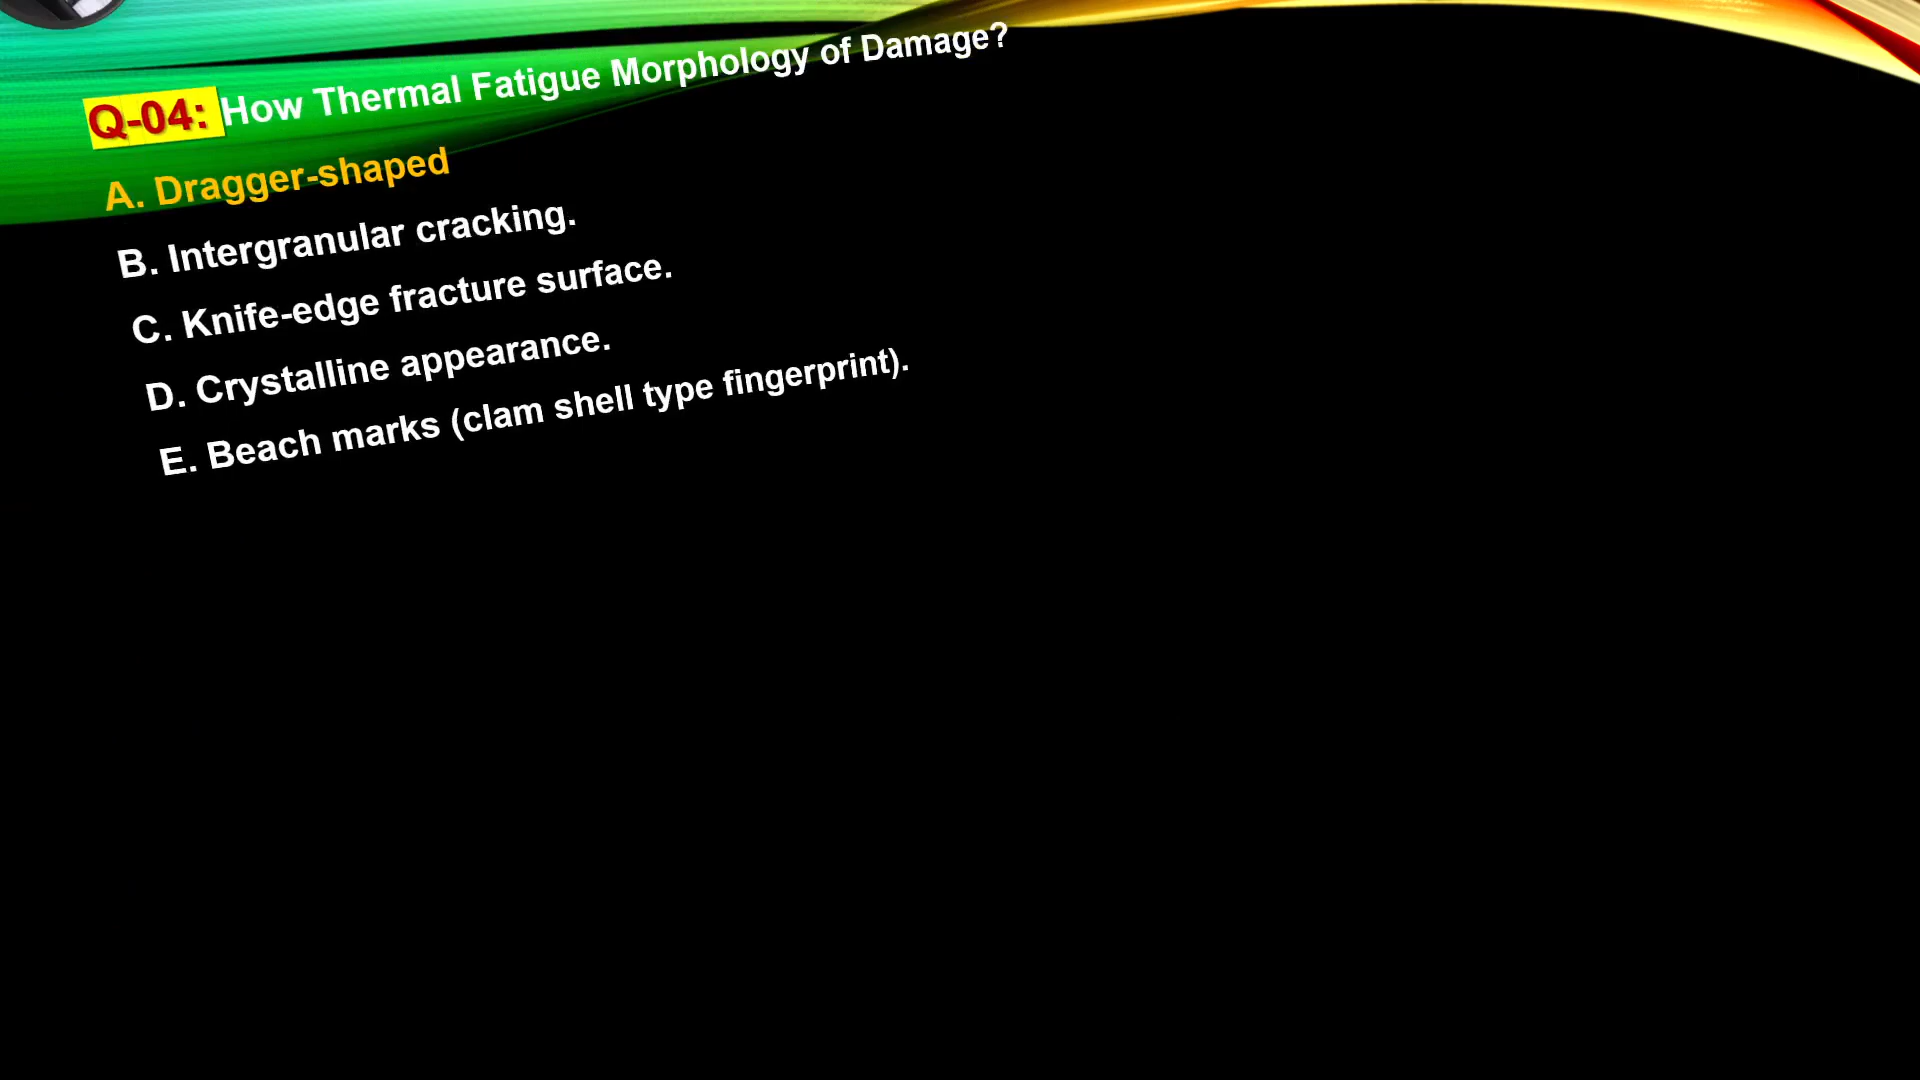 Q-04: How Thermal Fatigue Morphology of Damage?
A. Dragger-shaped
B. Intergranular cracking.
C. Knife-edge fracture surface.
D. Crystalline appearance.
E. Beach marks (clam shell type fingerprint).